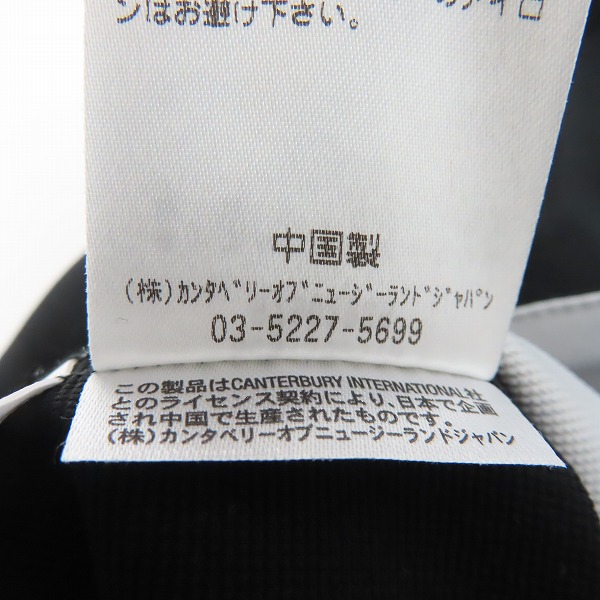 ンはお避け下さい。
中国製
(株)カンタベリーオブニュージーランドジャパン
03-5227-5699
この製品はCANTERBURY INTERNATIONAL社
とのライセンス契約により、日本で企画
され中国で生産されたものです。
(株)カンタベリーオブニュージーランドジャパン